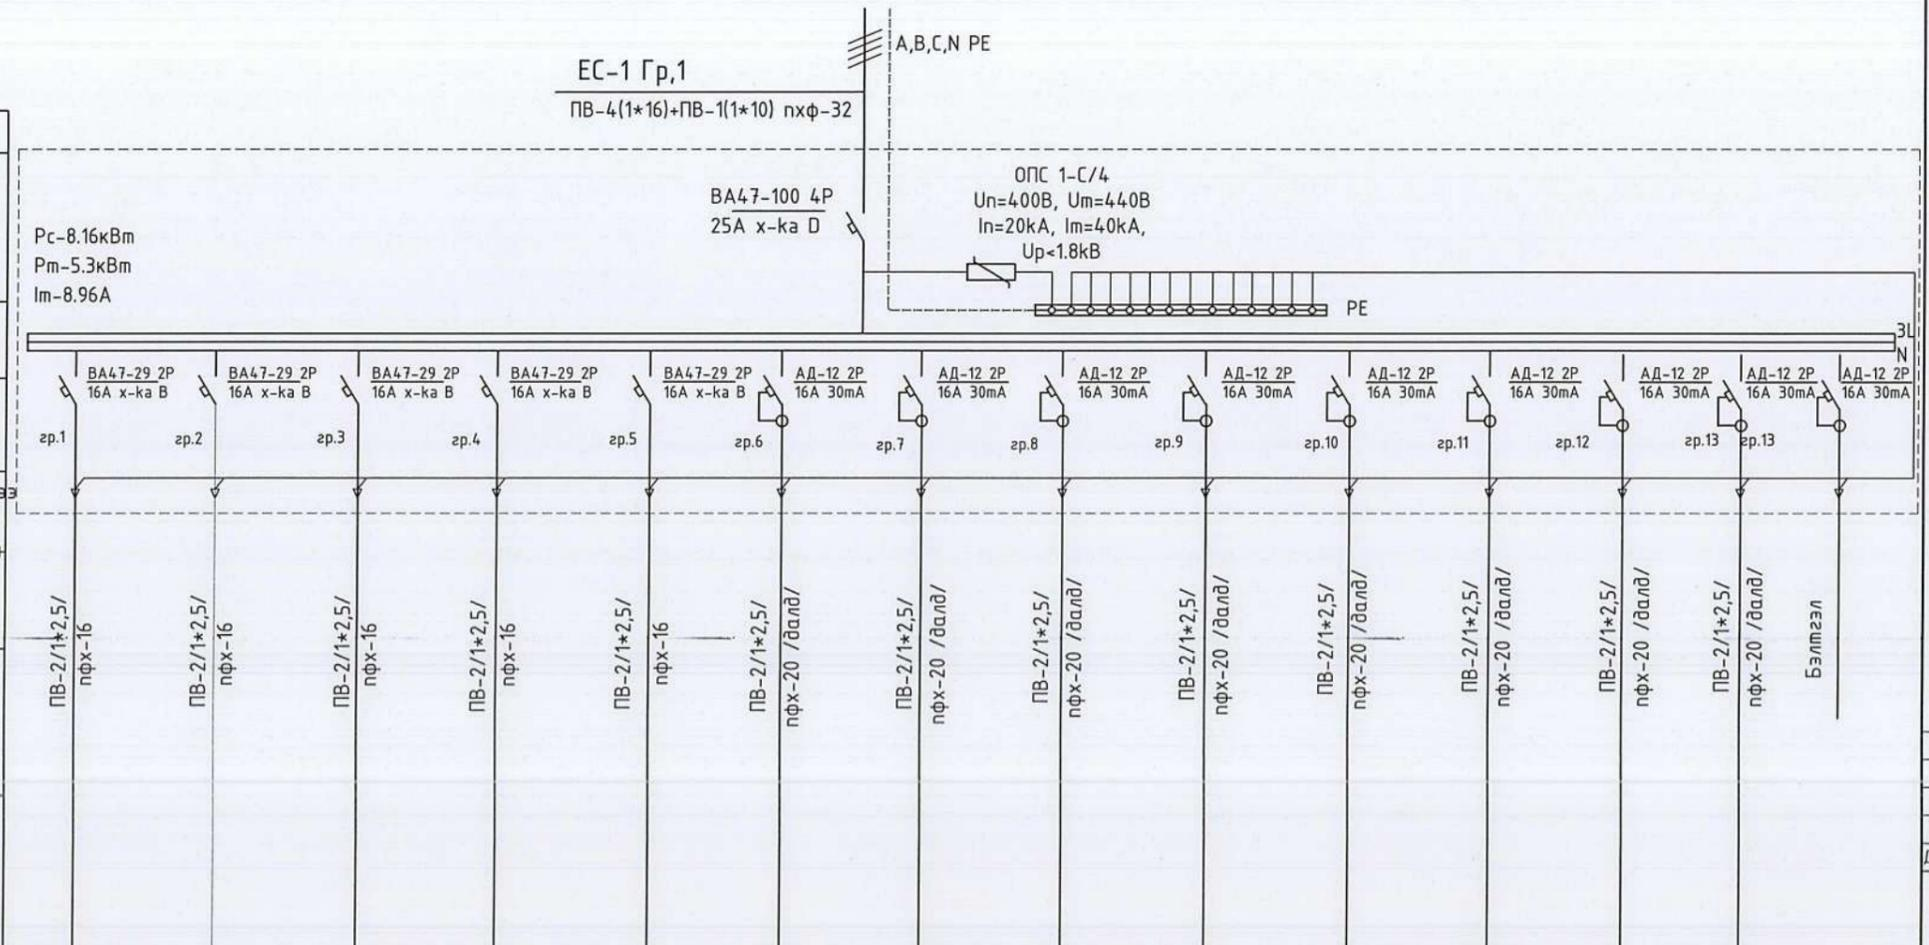 A,B,C,N PE
ЕС-1 Гр,1
ПВ-4(1*16)+ПВ-1(1*10) пхф-32
ВА47-100 4Р
25А х-ка D
ОПС 1-С/4
Un=400В, Um=440В
In=20kA, Im=40kA,
Up<1.8kB
Рс-8.16кВт
Рт-5.3кВт
Iт-8.96А
PE
3L
N
ВА47-29 2Р
16А х-ка В
ВА47-29 2Р
16А х-ка В
ВА47-29 2Р
16А х-ка В
ВА47-29 2Р
16А х-ка В
ВА47-29 2Р
16А х-ка В
АД-12 2Р
16А 30mA
АД-12 2Р
16А 30mA
АД-12 2Р
16А 30mA
АД-12 2Р
16А 30mA
АД-12 2Р
16А 30mA
АД-12 2Р
16А 30mA
АД-12 2Р
16А 30mA
АД-12 2Р
16А 30mA
АД-12 2Р
16А 30mA
гр.1
гр.2
гр.3
гр.4
гр.5
гр.6
гр.7
гр.8
гр.9
гр.10
гр.11
гр.12
гр.13
гр.13
ПВ-2/1*2,5/
пфх-16
ПВ-2/1*2,5/
пфх-16
ПВ-2/1*2,5/
пфх-16
ПВ-2/1*2,5/
пфх-16
ПВ-2/1*2,5/
пфх-16
ПВ-2/1*2,5/
пфх-20 /далд/
ПВ-2/1*2,5/
пфх-20 /далд/
ПВ-2/1*2,5/
пфх-20 /далд/
ПВ-2/1*2,5/
пфх-20 /далд/
ПВ-2/1*2,5/
пфх-20 /далд/
ПВ-2/1*2,5/
пфх-20 /далд/
ПВ-2/1*2,5/
пфх-20 /далд/
ПВ-2/1*2,5/
пфх-20 /далд/
Бэлтгэл